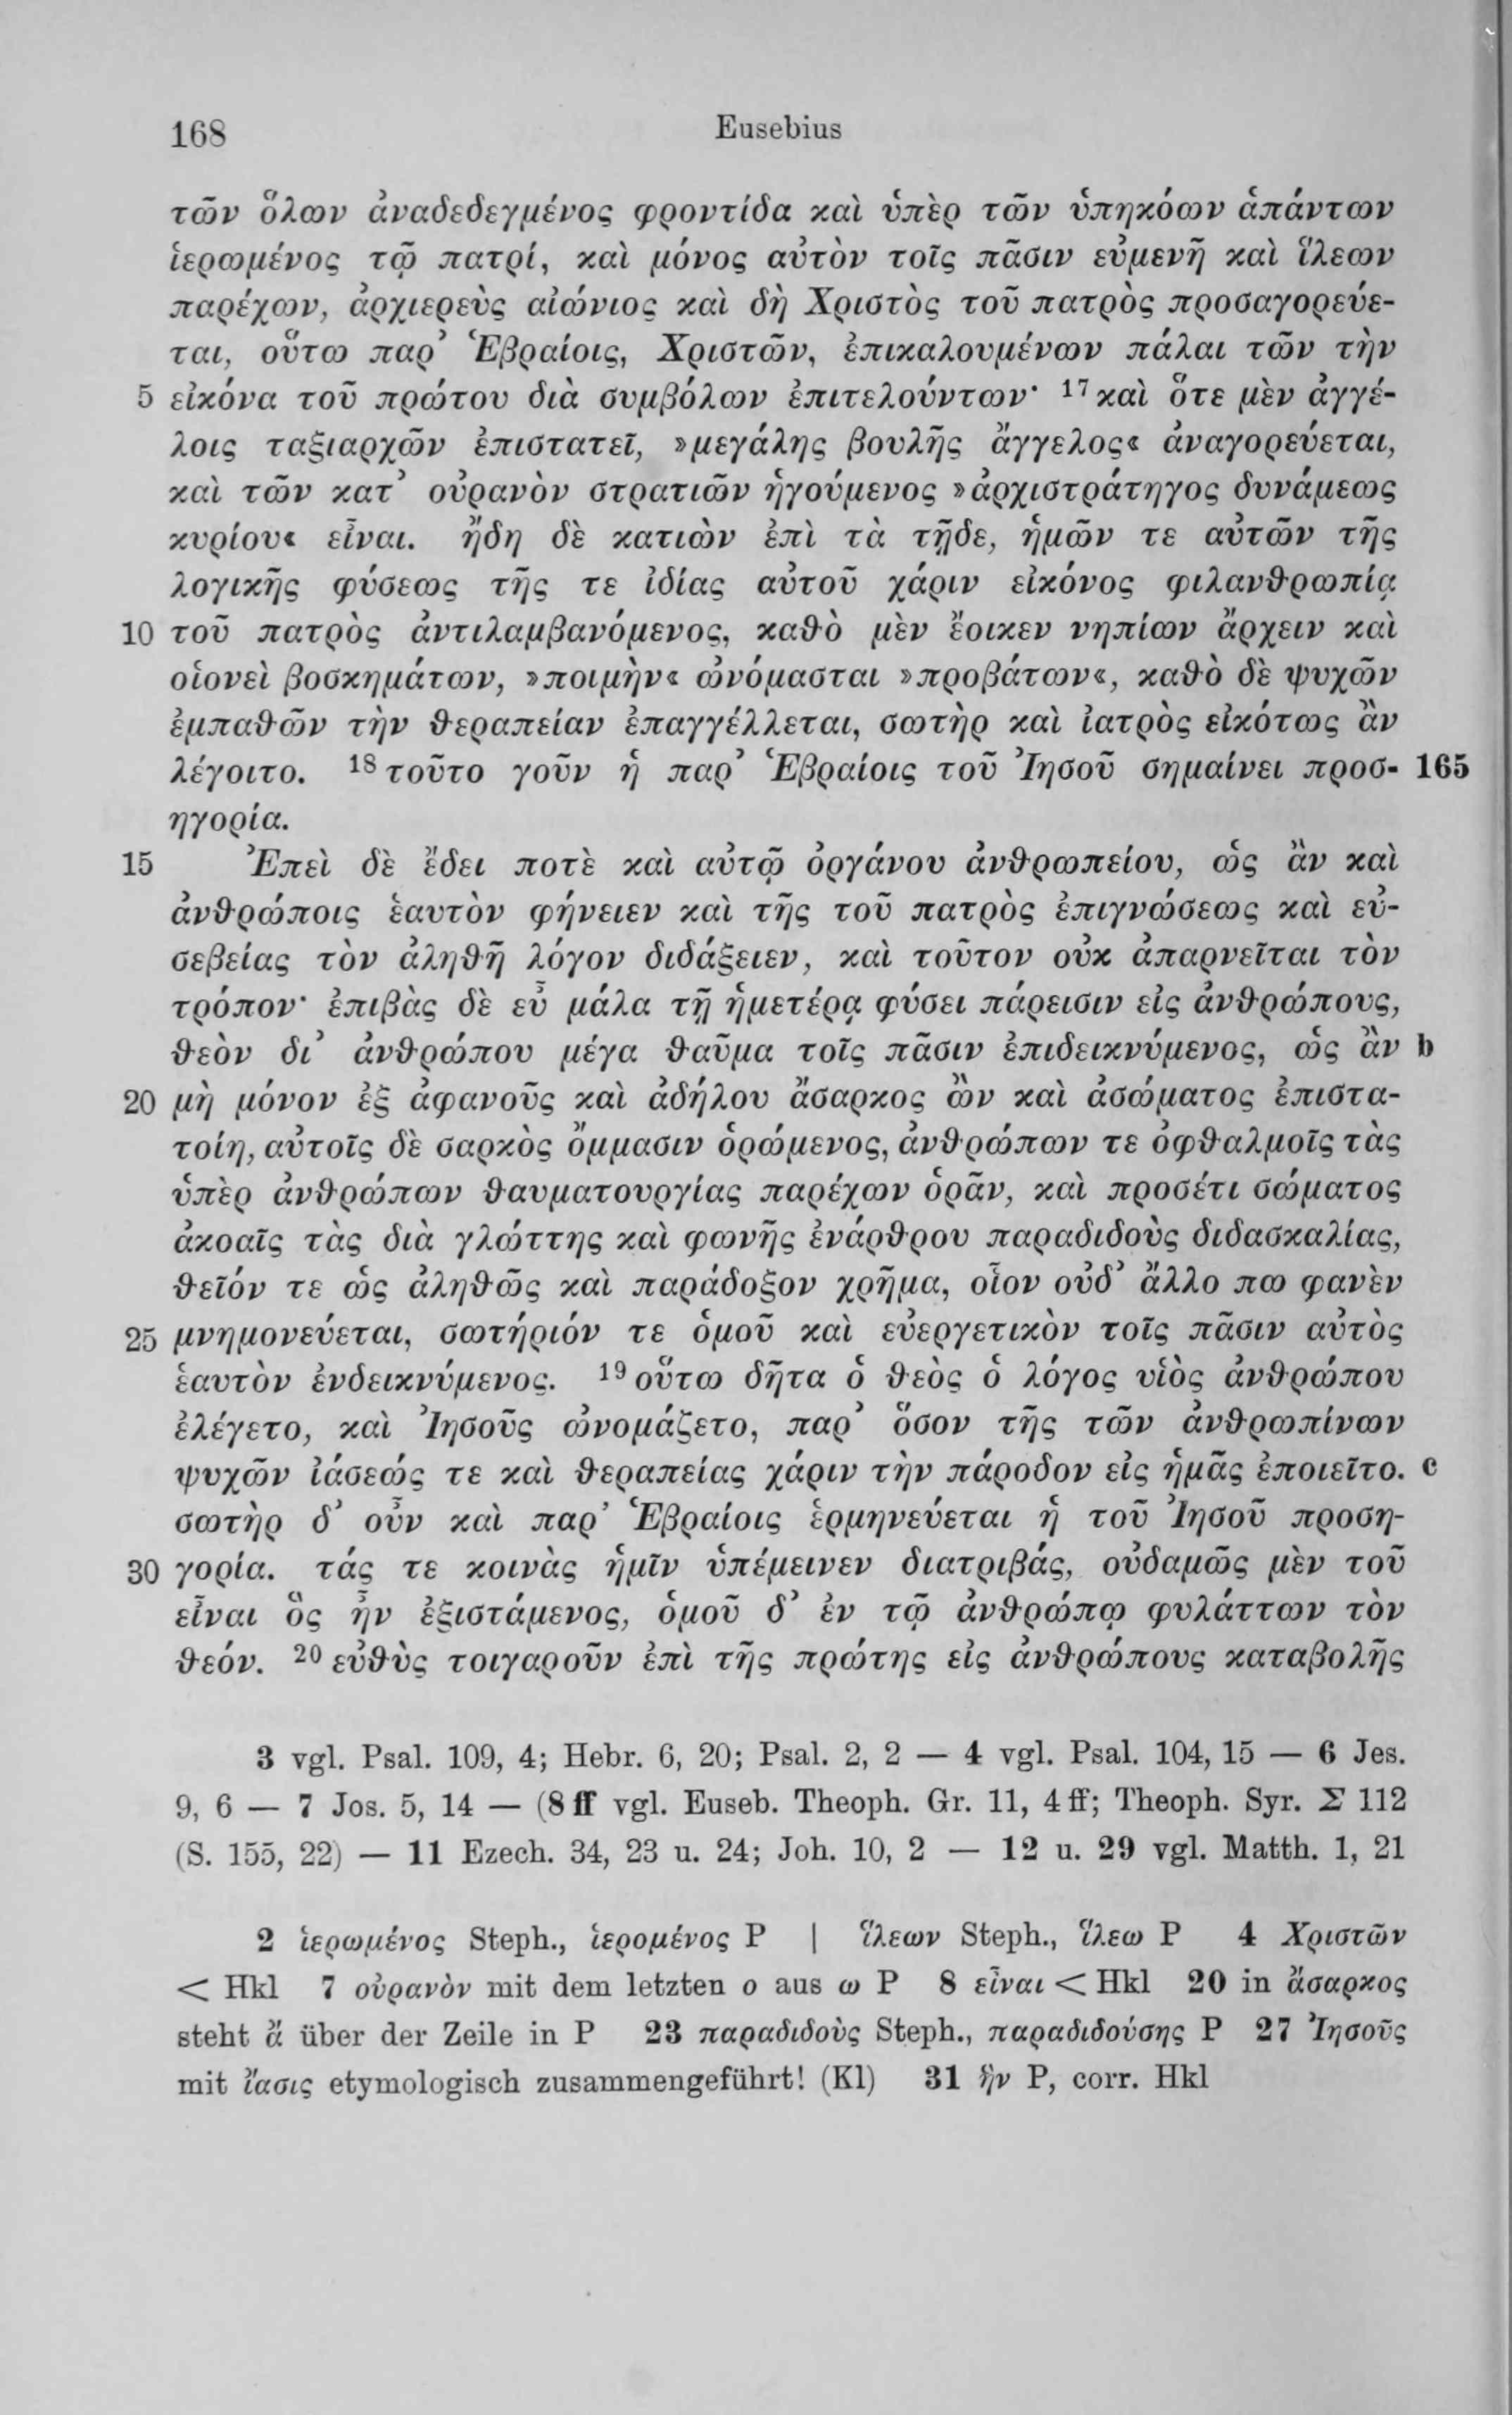 168 Eusebius
τῶν ὅλων ἀναδεδεγμένος φροντίδα καὶ ὑπὲρ τῶν ὑπηκόων ἁπάντων
ἱερωμένος τῷ πατρί, καὶ μόνος αὐτὸν τοῖς πᾶσιν εὐμενῆ καὶ ἵλεων
παρέχων, ἀρχιερεὺς αἰώνιος καὶ δὴ Χριστὸς τοῦ πατρὸς προσαγορεύε-
ται, οὕτω παρ’ Ἑβραίοις, Χριστῶν, ἐπικαλουμένων πάλαι τῶν τὴν
5 εἰκόνα τοῦ πρώτου διὰ συμβόλων ἐπιτελούντων· 17 καὶ ὅτε μὲν ἀγγέ-
λοις ταξιαρχῶν ἐπιστατεῖ, »μεγάλης βουλῆς ἄγγελος« ἀναγορεύεται,
καὶ τῶν κατ’ οὐρανὸν στρατιῶν ἡγούμενος »ἀρχιστράτηγος δυνάμεως
κυρίου« εἶναι. ἤδη δὲ κατιὼν ἐπὶ τὰ τῇδε, ἡμῶν τε αὐτῶν τῆς
λογικῆς φύσεως τῆς τε ἰδίας αὐτοῦ χάριν εἰκόνος φιλανθρωπίᾳ
10 τοῦ πατρὸς ἀντιλαμβανόμενος, καθὸ μὲν ἔοικεν νηπίων ἄρχειν καὶ
οἱονεὶ βοσκημάτων, »ποιμὴν« ὠνόμασται »προβάτων«, καθὸ δὲ ψυχῶν
ἐμπαθῶν τὴν θεραπείαν ἐπαγγέλλεται, σωτὴρ καὶ ἰατρὸς εἰκότως ἂν
λέγοιτο. 18 τοῦτο γοῦν ἡ παρ’ Ἑβραίοις τοῦ Ἰησοῦ σημαίνει προσ- 165
ηγορία.
15 Ἐπεὶ δὲ ἔδει ποτὲ καὶ αὐτῷ ὀργάνου ἀνθρωπείου, ὡς ἂν καὶ
ἀνθρώποις ἑαυτὸν φήνειεν καὶ τῆς τοῦ πατρὸς ἐπιγνώσεως καὶ εὐ-
σεβείας τὸν ἀληθῆ λόγον διδάξειεν, καὶ τοῦτον οὐκ ἀπαρνεῖται τὸν
τρόπον· ἐπιβὰς δὲ εὖ μάλα τῇ ἡμετέρᾳ φύσει πάρεισιν εἰς ἀνθρώπους,
θεὸν δι’ ἀνθρώπου μέγα θαῦμα τοῖς πᾶσιν ἐπιδεικνύμενος, ὡς ἂν b
20 μὴ μόνον ἐξ ἀφανοῦς καὶ ἀδήλου ἄσαρκος ὢν καὶ ἀσώματος ἐπιστα-
τοίη, αὐτοῖς δὲ σαρκὸς ὄμμασιν ὁρώμενος, ἀνθρώπων τε ὀφθαλμοῖς τὰς
ὑπὲρ ἀνθρώπων θαυματουργίας παρέχων ὁρᾶν, καὶ προσέτι σώματος
ἀκοαῖς τὰς διὰ γλώττης καὶ φωνῆς ἐνάρθρου παραδιδοὺς διδασκαλίας,
θεῖόν τε ὡς ἀληθῶς καὶ παράδοξον χρῆμα, οἷον οὐδ’ ἄλλο πω φανὲν
25 μνημονεύεται, σωτήριόν τε ὁμοῦ καὶ εὐεργετικὸν τοῖς πᾶσιν αὐτὸς
ἑαυτὸν ἐνδεικνύμενος. 19 οὕτω δῆτα ὁ θεὸς ὁ λόγος υἱὸς ἀνθρώπου
ἐλέγετο, καὶ Ἰησοῦς ὠνομάζετο, παρ’ ὅσον τῆς τῶν ἀνθρωπίνων
ψυχῶν ἰάσεώς τε καὶ θεραπείας χάριν τὴν πάροδον εἰς ἡμᾶς ἐποιεῖτο. c
σωτὴρ δ’ οὖν καὶ παρ’ Ἑβραίοις ἑρμηνεύεται ἡ τοῦ Ἰησοῦ προση-
30 γορία. τάς τε κοινὰς ἡμῖν ὑπέμεινεν διατριβάς, οὐδαμῶς μὲν τοῦ
εἶναι ὃς ἦν ἐξιστάμενος, ὁμοῦ δ’ ἐν τῷ ἀνθρώπῳ φυλάττων τὸν
θεόν. 20 εὐθὺς τοιγαροῦν ἐπὶ τῆς πρώτης εἰς ἀνθρώπους καταβολῆς
3 vgl. Psal. 109, 4; Hebr. 6, 20; Psal. 2, 2 — 4 vgl. Psal. 104, 15 — 6 Jes.
9, 6 — 7 Jos. 5, 14 — (8 ff vgl. Euseb. Theoph. Gr. 11, 4 ff; Theoph. Syr. Σ 112
(S. 155, 22) — 11 Ezech. 34, 23 u. 24; Joh. 10, 2 — 12 u. 29 vgl. Matth. 1, 21
2 ἱερωμένος Steph., ἱερομένος P | ἵλεων Steph., ἵλεω P 4 Χριστῶν
< Hkl 7 οὐρανὸν mit dem letzten ο aus ω P 8 εἶναι < Hkl 20 in ἄσαρκος
steht ἄ über der Zeile in P 23 παραδιδοὺς Steph., παραδιδούσης P 27 Ἰησοῦς
mit ἴασις etymologisch zusammengeführt! (Kl) 31 ἣν P, corr. Hkl